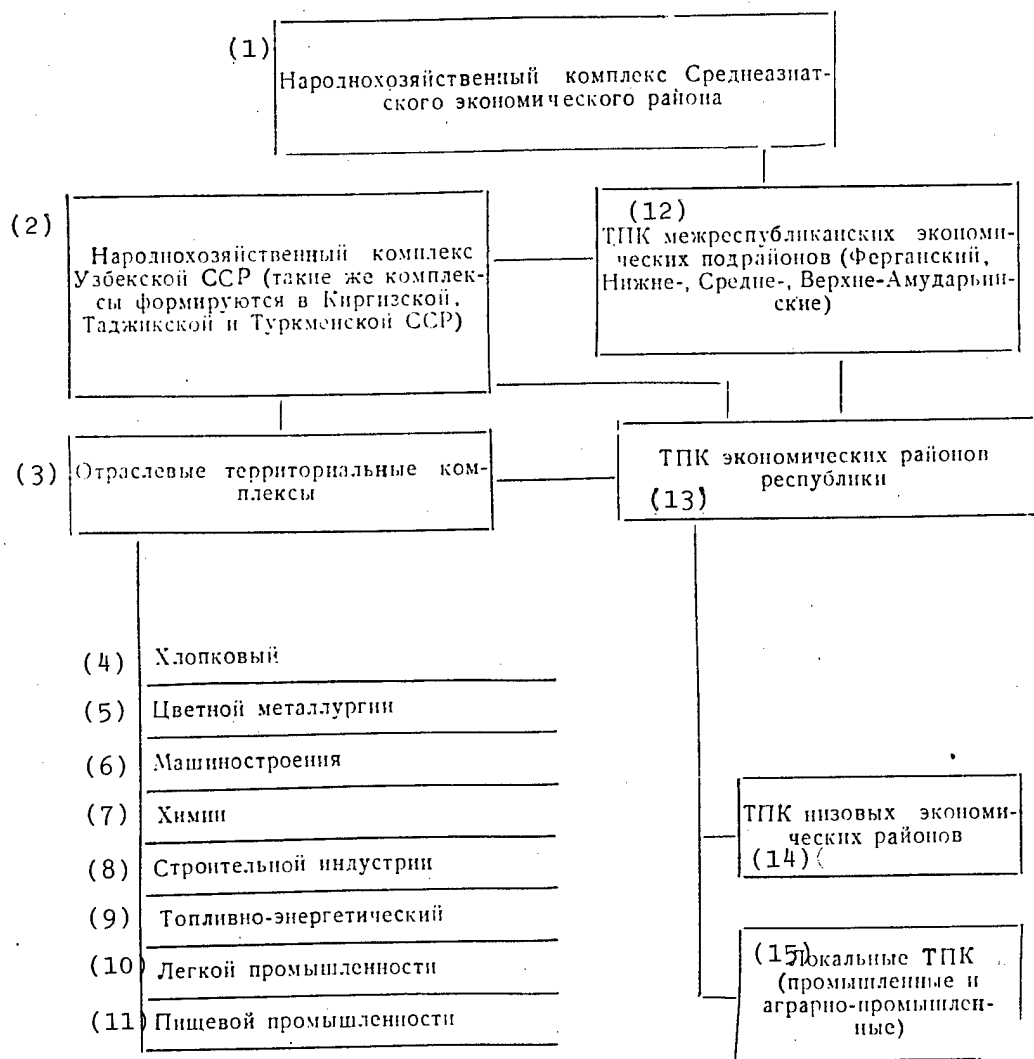 (1)
Народнохозяйственный комплекс Среднеазиат-
ского экономического района
(2)
Народнохозяйственный комплекс
Узбекской ССР (такие же комплек-
сы формируются в Киргизской,
Таджикской и Туркменской ССР)
(12)
ТПК межреспубликанских экономи-
ческих подрайонов (Ферганский,
Нижне-, Средне-, Верхне-Амударьин-
ские)
(3) Отраслевые территориальные ком-
плексы
ТПК экономических районов
республики
(13)
(4) Хлопковый
(5) Цветной металлургии
(6) Машиностроения
(7) Химии
(8) Строительной индустрии
(9) Топливно-энергетический
(10) Легкой промышленности
(11) Пищевой промышленности
ТПК низовых экономи-
ческих районов
(14)
(15) Локальные ТПК
(промышленные и
аграрно-промышлен-
ные)